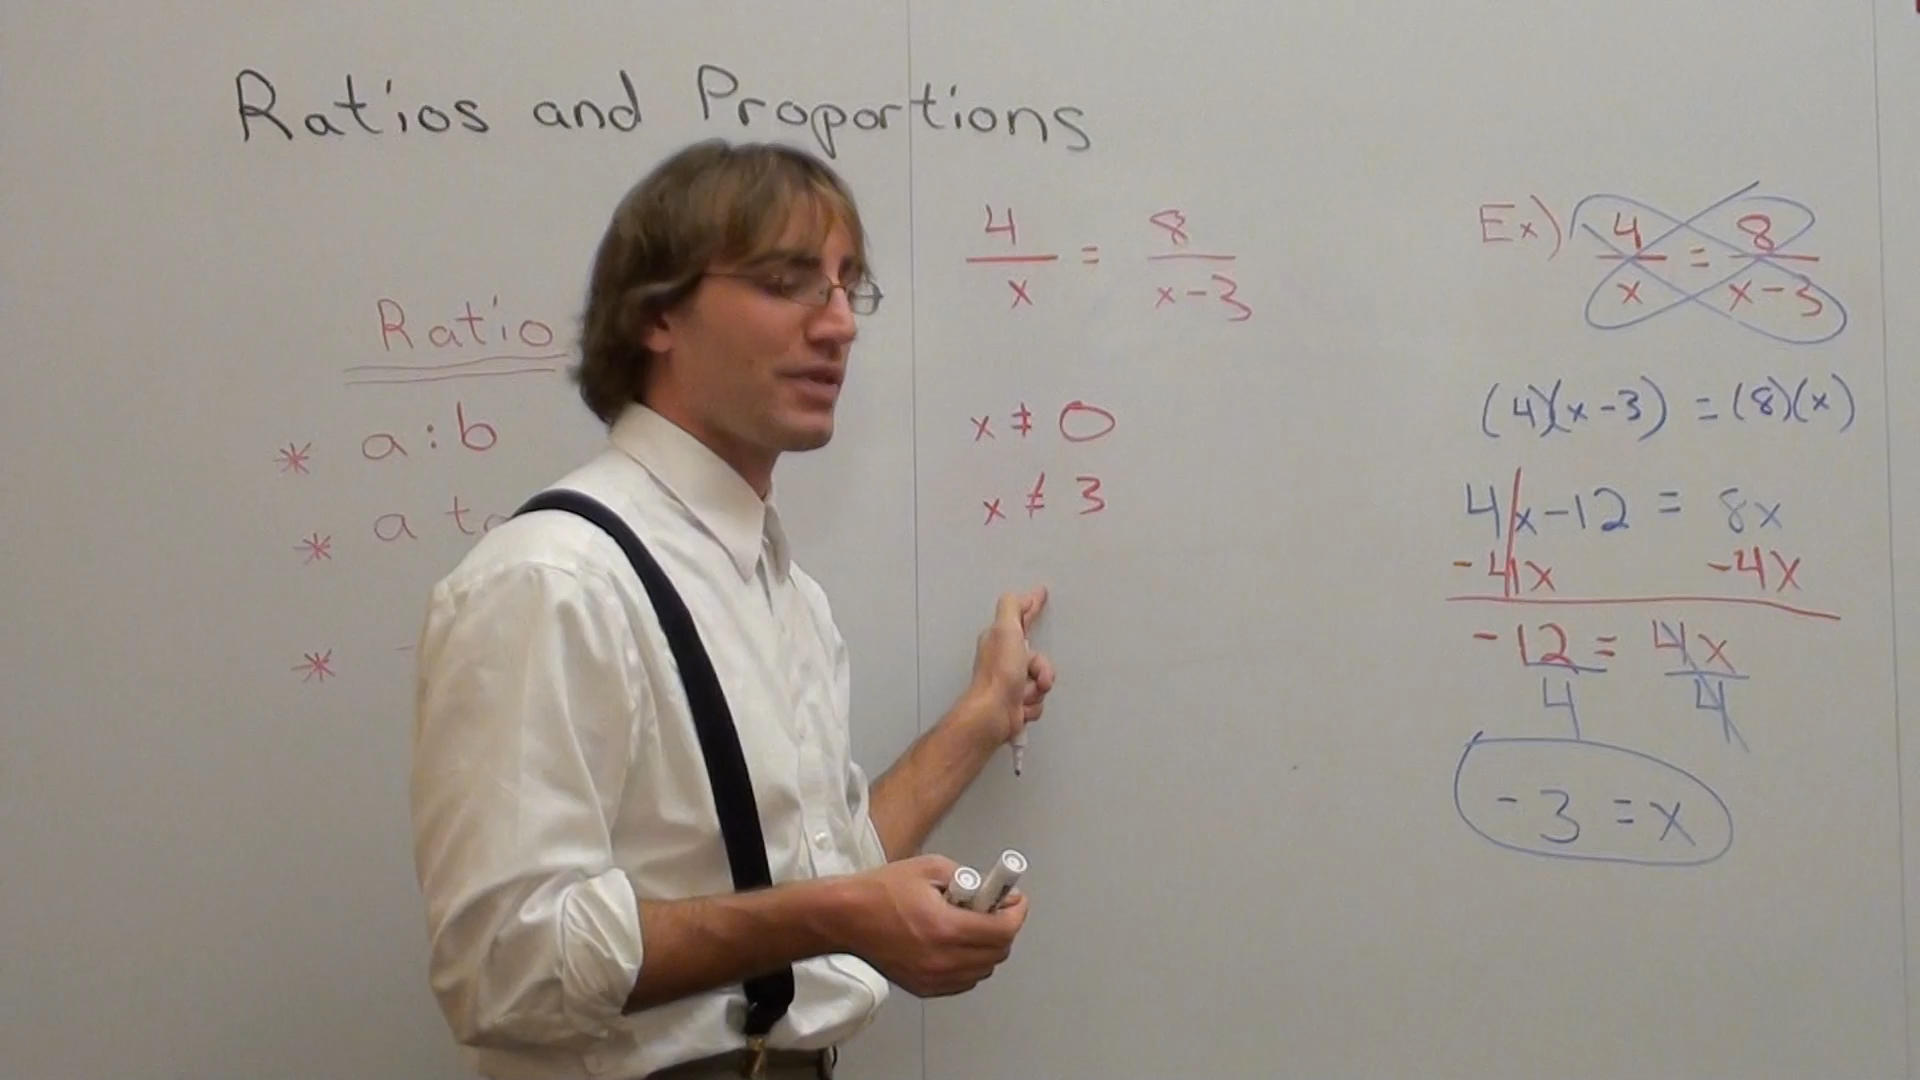 Ratios and Proportions
Ratio
* a:b
* a to
*
4/x = 8/x-3
x ≠ 0
x ≠ 3
Ex) 4/x = 8/x-3
(4)(x-3) = (8)(x)
4x-12 = 8x
-4x -4x
-12 = 4x
4 4
-3 = x